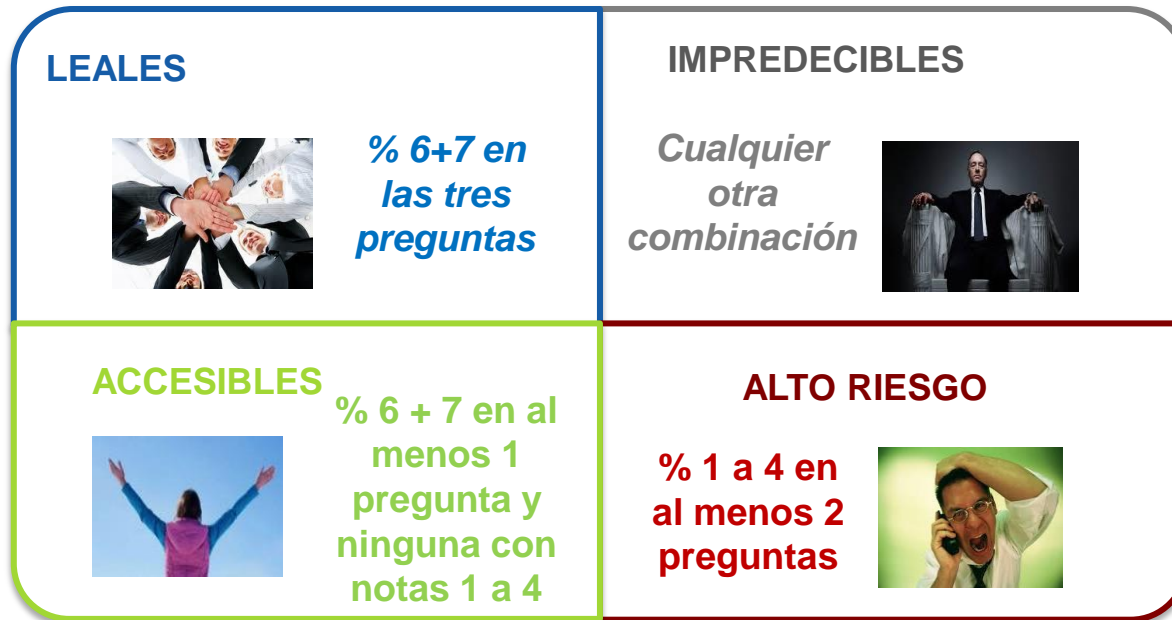 LEALES
% 6+7 en
las tres
preguntas
IMPREDECIBLES
Cualquier
otra
combinación
ACCESIBLES
% 6 + 7 en al
menos 1
pregunta y
ninguna con
notas 1 a 4
ALTO RIESGO
% 1 a 4 en
al menos 2
preguntas